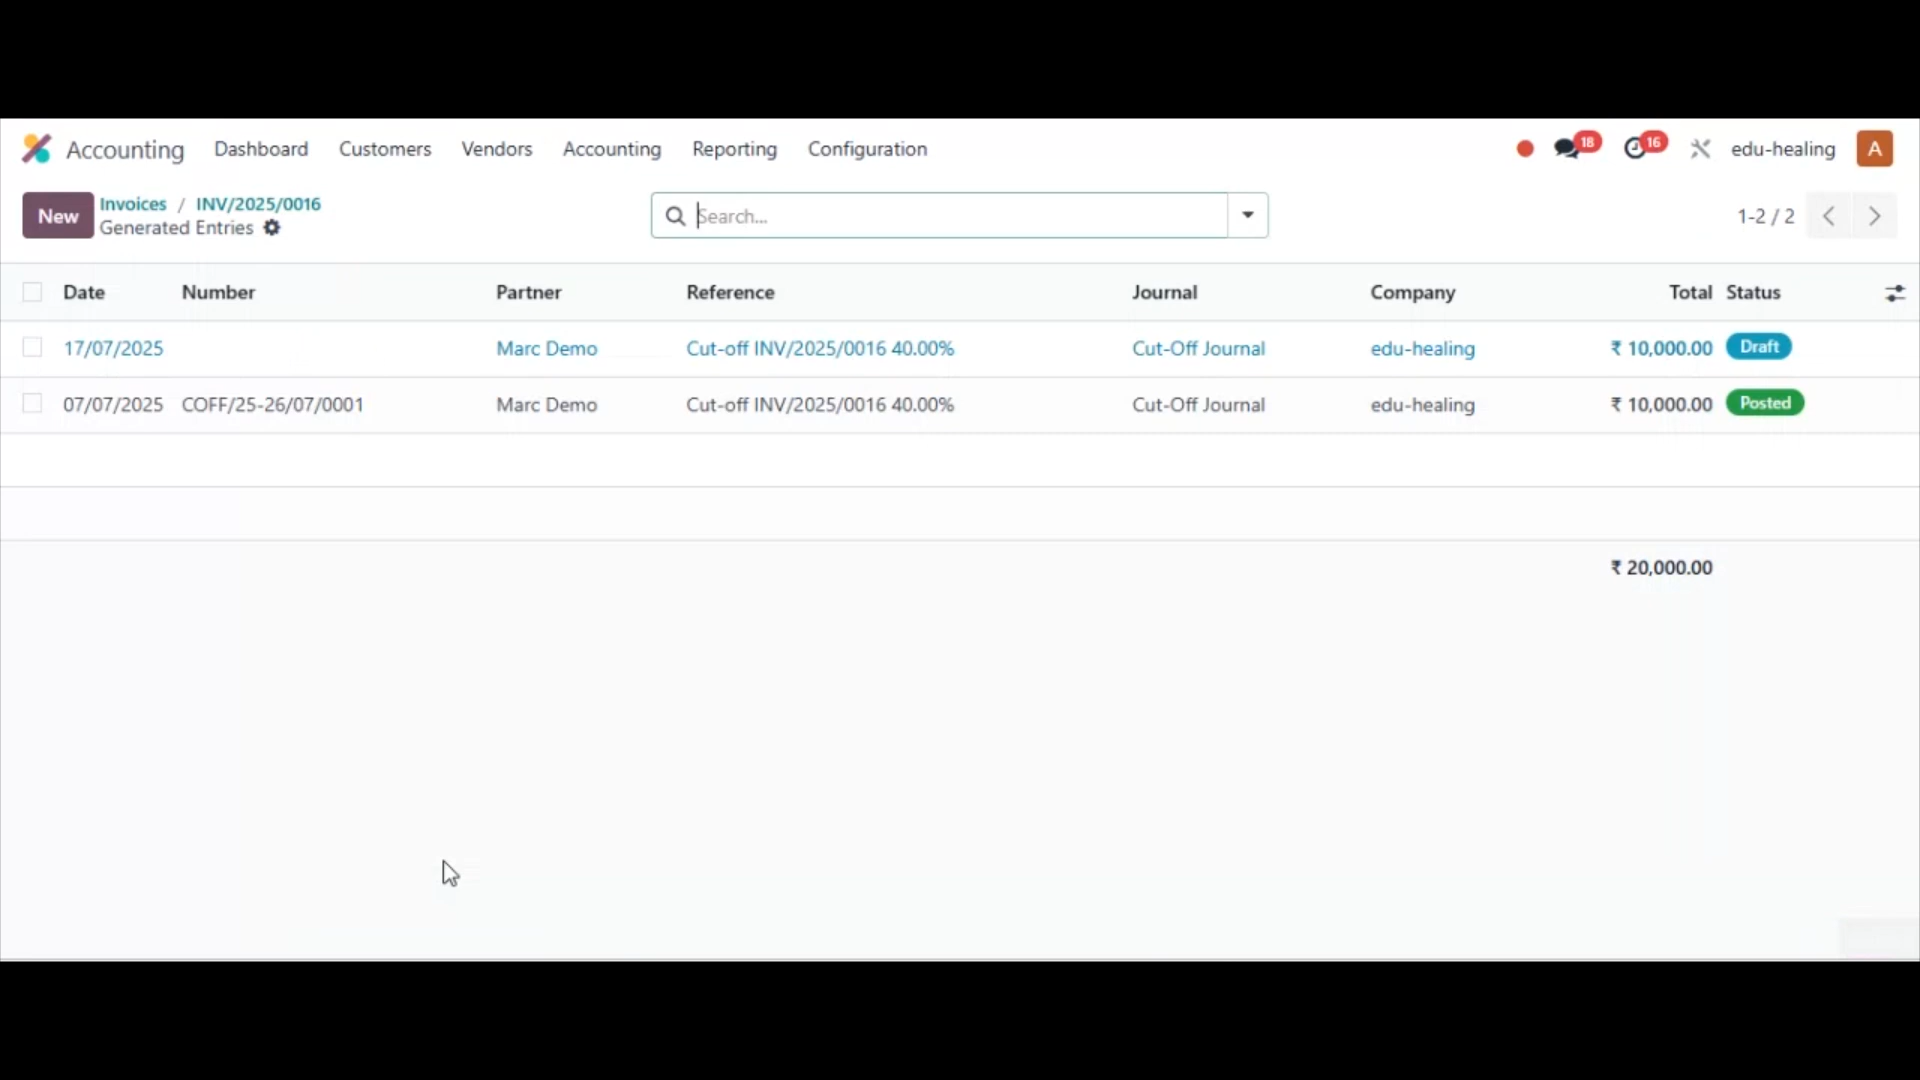 Accounting Dashboard Customers Vendors Accounting Reporting Configuration 18 16 edu-healing A
New Invoices / INV/2025/0016 Search... 1-2 / 2
Generated Entries
Date Number Partner Reference Journal Company Total Status
17/07/2025 Marc Demo Cut-off INV/2025/0016 40.00% Cut-Off Journal edu-healing ₹ 10,000.00 Draft
07/07/2025 COFF/25-26/07/0001 Marc Demo Cut-off INV/2025/0016 40.00% Cut-Off Journal edu-healing ₹ 10,000.00 Posted
₹ 20,000.00